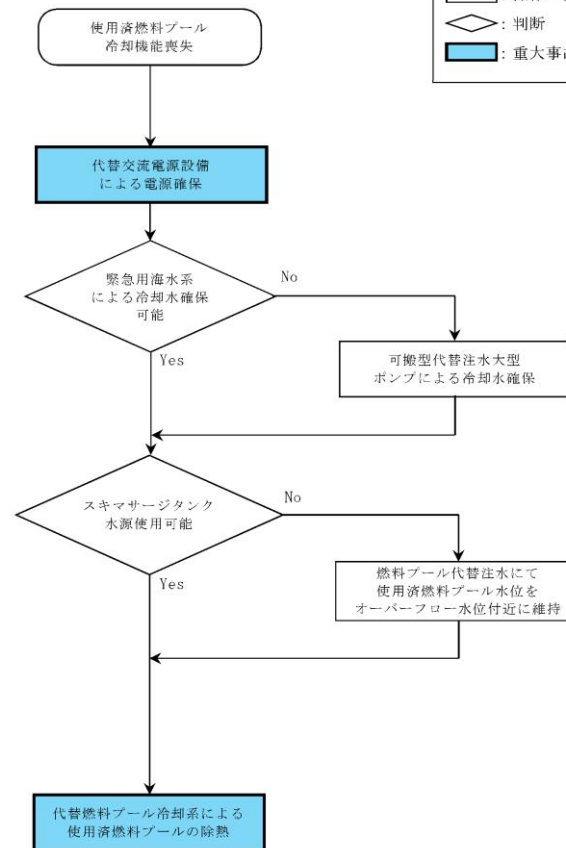 ：判断
：重大事
使用済燃料プール
冷却機能喪失
代替交流電源設備
による電源確保
緊急用海水系
による冷却水確保
可能
No
Yes
可搬型代替注水大型
ポンプによる冷却水確保
スキマサージタンク
水源使用可能
No
Yes
燃料プール代替注水にて
使用済燃料プール水位を
オーバーフロー水位付近に維持
代替燃料プール冷却系による
使用済燃料プールの除熱